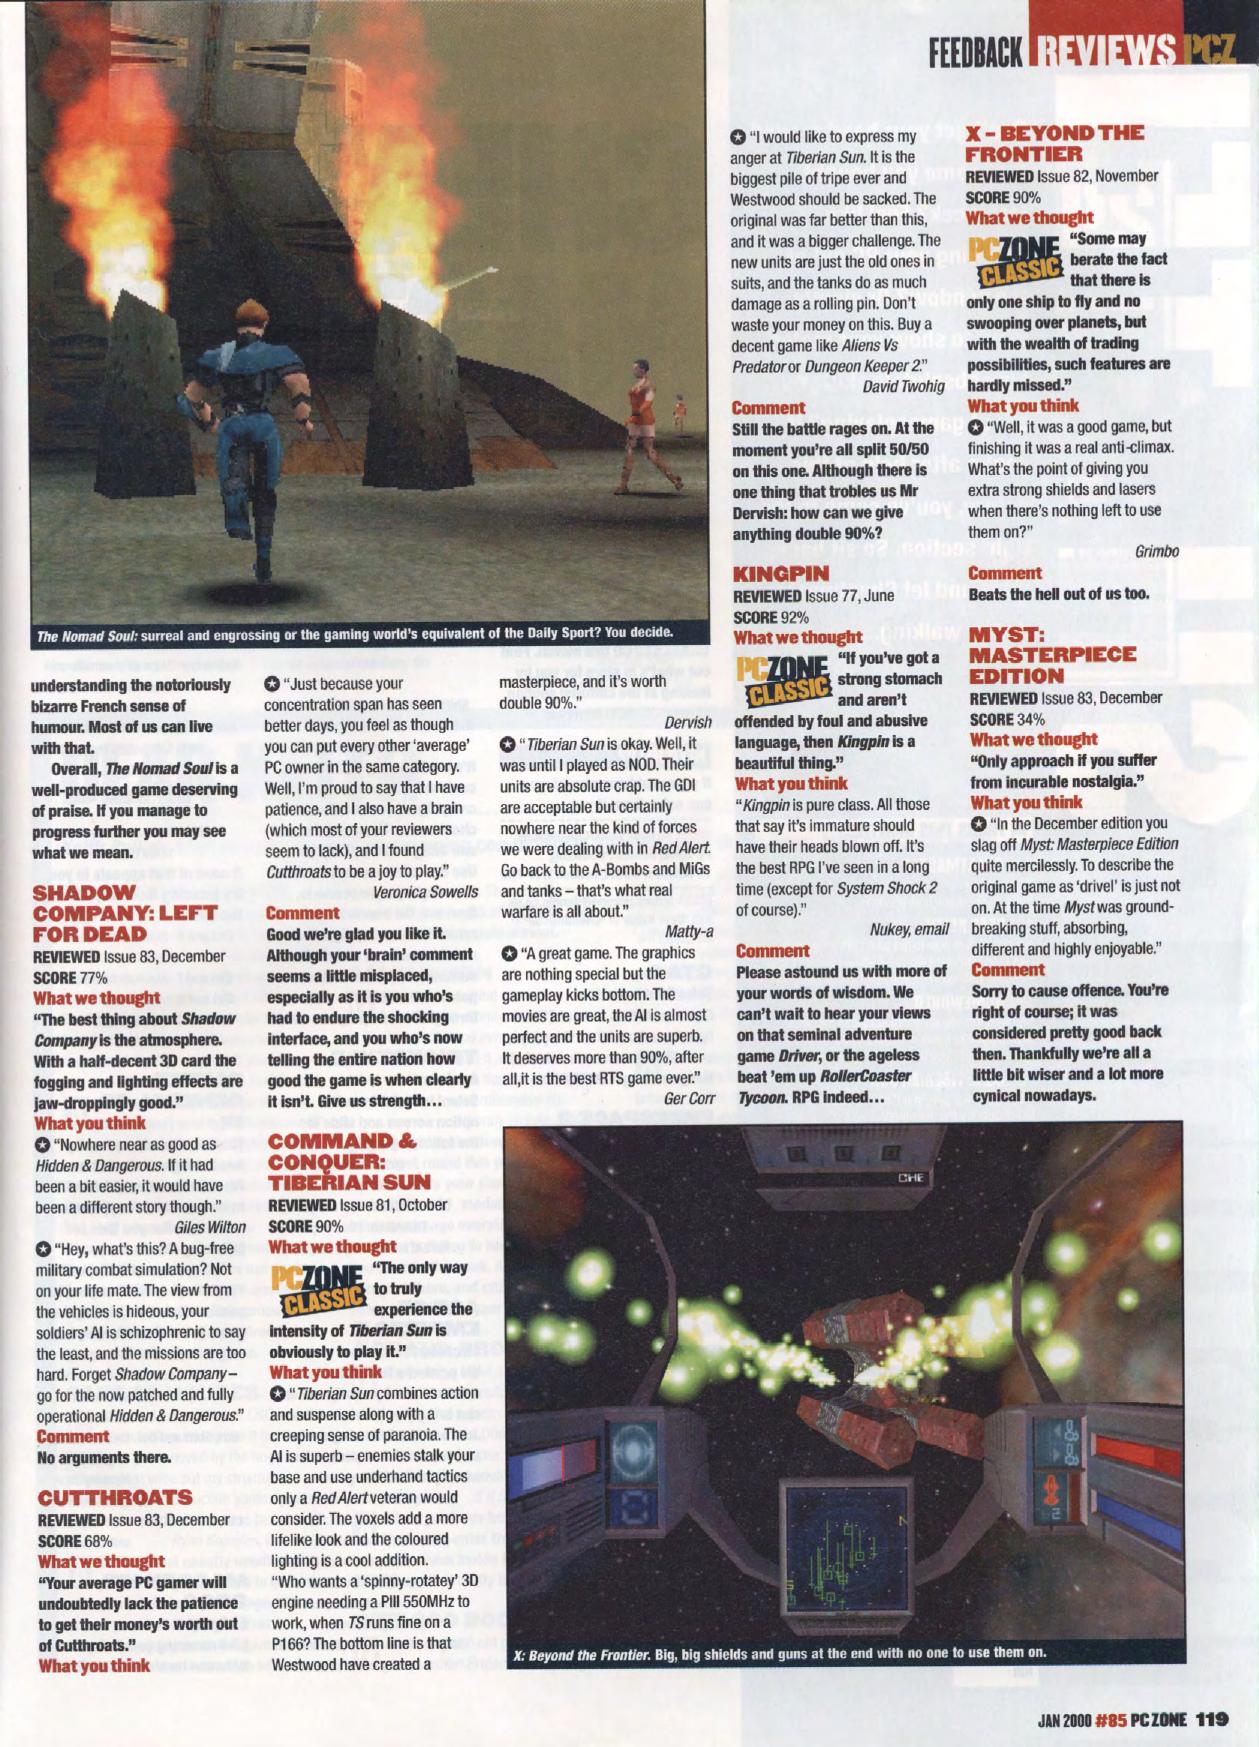 FEEDBACK REVIEWS PCZ
The Nomad Soul: surreal and engrossing or the gaming world's equivalent of the Daily Sport? You decide.
understanding the notoriously
bizarre French sense of
humour. Most of us can live
with that.
Overall, The Nomad Soul is a
well-produced game deserving
of praise. If you manage to
progress further you may see
what we mean.
SHADOW
COMPANY: LEFT
FOR DEAD
REVIEWED Issue 83, December
SCORE 77%
What we thought
"The best thing about Shadow
Company is the atmosphere.
With a half-decent 3D card the
fogging and lighting effects are
jaw-droppingly good."
What you think
"Nowhere near as good as
Hidden & Dangerous. If it had
been a bit easier, it would have
been a different story though."
Giles Wilton
"Hey, what's this? A bug-free
military combat simulation? Not
on your life mate. The view from
the vehicles is hideous, your
soldiers' AI is schizophrenic to say
the least, and the missions are too
hard. Forget Shadow Company –
go for the now patched and fully
operational Hidden & Dangerous."
Comment
No arguments there.
CUTTHROATS
REVIEWED Issue 83, December
SCORE 68%
What we thought
"Your average PC gamer will
undoubtedly lack the patience
to get their money's worth out
of Cutthroats."
What you think
"Just because your
concentration span has seen
better days, you feel as though
you can put every other 'average'
PC owner in the same category.
Well, I'm proud to say that I have
patience, and I also have a brain
(which most of your reviewers
seem to lack), and I found
Cutthroats to be a joy to play."
Veronica Sowells
Comment
Good we're glad you like it.
Although your 'brain' comment
seems a little misplaced,
especially as it is you who's
had to endure the shocking
interface, and you who's now
telling the entire nation how
good the game is when clearly
it isn't. Give us strength...
COMMAND &
CONQUER:
TIBERIAN SUN
REVIEWED Issue 81, October
SCORE 90%
What we thought
PCZONE CLASSIC
"The only way
to truly
experience the
intensity of Tiberian Sun is
obviously to play it."
What you think
"Tiberian Sun combines action
and suspense along with a
creeping sense of paranoia. The
AI is superb – enemies stalk your
base and use underhand tactics
only a Red Alert veteran would
consider. The voxels add a more
lifelike look and the coloured
lighting is a cool addition.
"Who wants a 'spinny-rotatey' 3D
engine needing a PIII 550MHz to
work, when TS runs fine on a
P166? The bottom line is that
Westwood have created a
masterpiece, and it's worth
double 90%."
Dervish
"Tiberian Sun is okay. Well, it
was until I played as NOD. Their
units are absolute crap. The GDI
are acceptable but certainly
nowhere near the kind of forces
we were dealing with in Red Alert.
Go back to the A-Bombs and MiGs
and tanks – that's what real
warfare is all about."
Matty-a
"A great game. The graphics
are nothing special but the
gameplay kicks bottom. The
movies are great, the AI is almost
perfect and the units are superb.
It deserves more than 90%, after
all,it is the best RTS game ever."
Ger Corr
"I would like to express my
anger at Tiberian Sun. It is the
biggest pile of tripe ever and
Westwood should be sacked. The
original was far better than this,
and it was a bigger challenge. The
new units are just the old ones in
suits, and the tanks do as much
damage as a rolling pin. Don't
waste your money on this. Buy a
decent game like Aliens Vs
Predator or Dungeon Keeper 2."
David Twohig
Comment
Still the battle rages on. At the
moment you're all split 50/50
on this one. Although there is
one thing that trobles us Mr
Dervish: how can we give
anything double 90%?
KINGPIN
REVIEWED Issue 77, June
SCORE 92%
What we thought
PCZONE CLASSIC
"If you've got a
strong stomach
and aren't
offended by foul and abusive
language, then Kingpin is a
beautiful thing."
What you think
"Kingpin is pure class. All those
that say it's immature should
have their heads blown off. It's
the best RPG I've seen in a long
time (except for System Shock 2
of course)."
Nukey, email
Comment
Please astound us with more of
your words of wisdom. We
can't wait to hear your views
on that seminal adventure
game Driver, or the ageless
beat 'em up RollerCoaster
Tycoon. RPG indeed...
X – BEYOND THE
FRONTIER
REVIEWED Issue 82, November
SCORE 90%
What we thought
PCZONE CLASSIC
"Some may
berate the fact
that there is
only one ship to fly and no
swooping over planets, but
with the wealth of trading
possibilities, such features are
hardly missed."
What you think
"Well, it was a good game, but
finishing it was a real anti-climax.
What's the point of giving you
extra strong shields and lasers
when there's nothing left to use
them on?"
Grimbo
Comment
Beats the hell out of us too.
MYST:
MASTERPIECE
EDITION
REVIEWED Issue 83, December
SCORE 34%
What we thought
"Only approach if you suffer
from incurable nostalgia."
What you think
"In the December edition you
slag off Myst: Masterpiece Edition
quite mercilessly. To describe the
original game as 'drivel' is just not
on. At the time Myst was ground-
breaking stuff, absorbing,
different and highly enjoyable."
Comment
Sorry to cause offence. You're
right of course; it was
considered pretty good back
then. Thankfully we're all a
little bit wiser and a lot more
cynical nowadays.
X: Beyond the Frontier. Big, big shields and guns at the end with no one to use them on.
JAN 2000 #85 PC ZONE 119